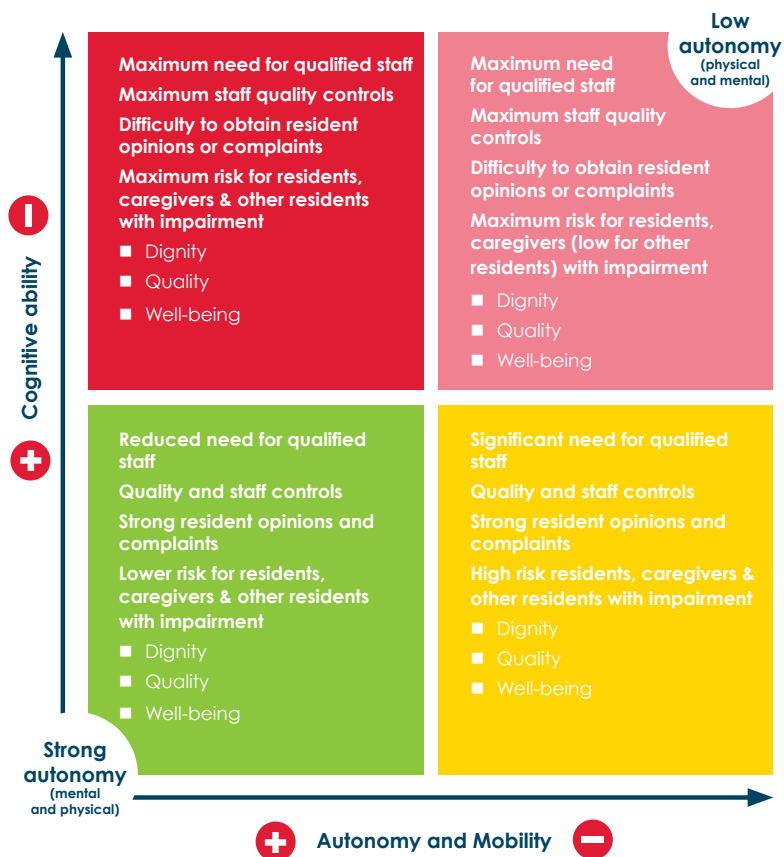 Low
autonomy
(physical
and mental)
Maximum need for qualified staff
Maximum staff quality controls
Difficulty to obtain resident
opinions or complaints
Maximum risk for residents,
caregivers & other residents
with impairment
Dignity
Quality
Well-being
Maximum need
for qualified staff
Maximum staff quality
controls
Difficulty to obtain resident
opinions or complaints
Maximum risk for residents,
caregivers (low for other
residents) with impairment
Dignity
Quality
Well-being
Cognitive ability
Reduced need for qualified
staff
Quality and staff controls
Strong resident opinions and
complaints
Lower risk for residents,
caregivers & other residents
with impairment
Dignity
Quality
Well-being
Significant need for qualified
staff
Quality and staff controls
Strong resident opinions and
complaints
High risk residents, caregivers &
other residents with impairment
Dignity
Quality
Well-being
Strong
autonomy
(mental
and physical)
Autonomy and Mobility